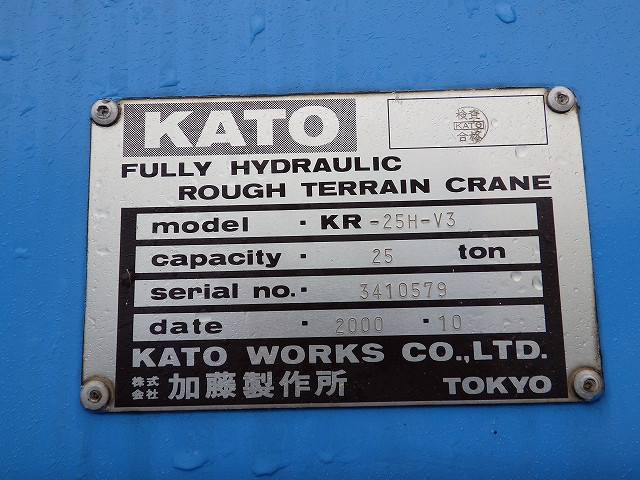 KATO
検査
KATO
合格
FULLY HYDRAULIC
ROUGH TERRAIN CRANE
model · KR-25H-V3
capacity · 25 ton
serial no. · 3410579
date · 2000 · 10
KATO WORKS CO.,LTD.
株式会社 加藤製作所 TOKYO